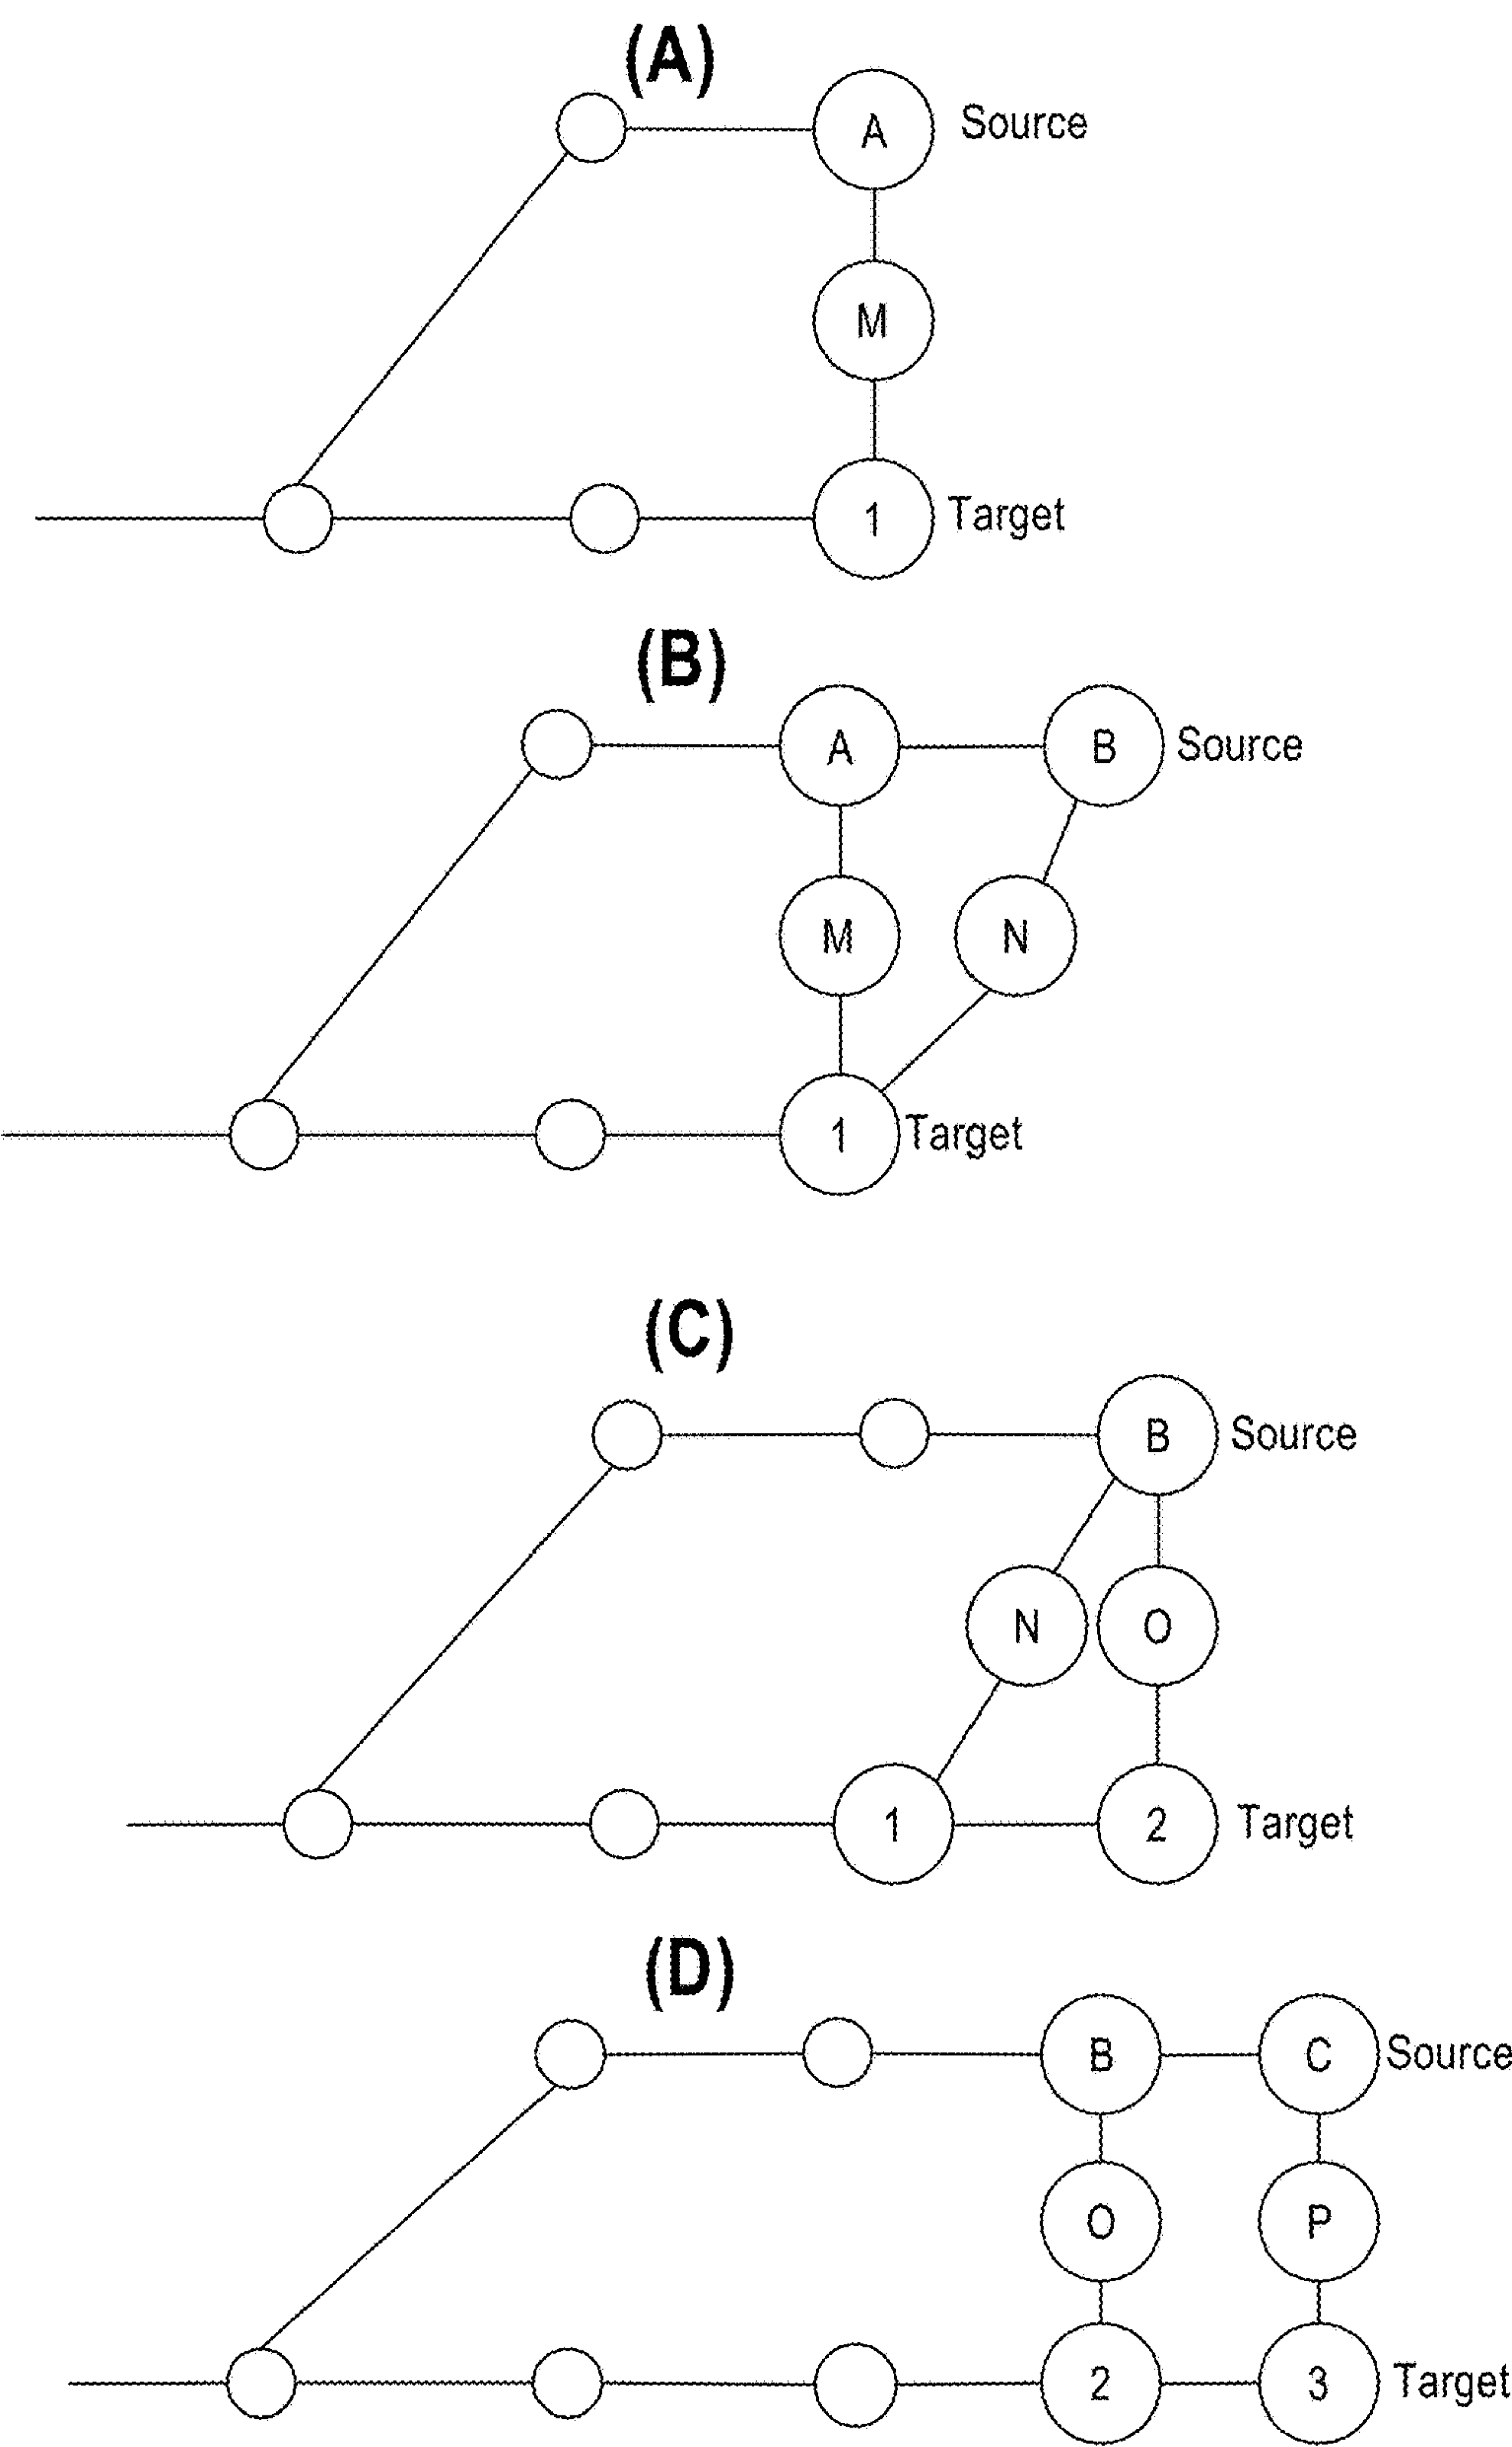 (A)
A Source
M
1 Target
(B)
A B Source
M N
1 Target
(C)
B Source
N O
1 2 Target
(D)
B C Source
O P
2 3 Target